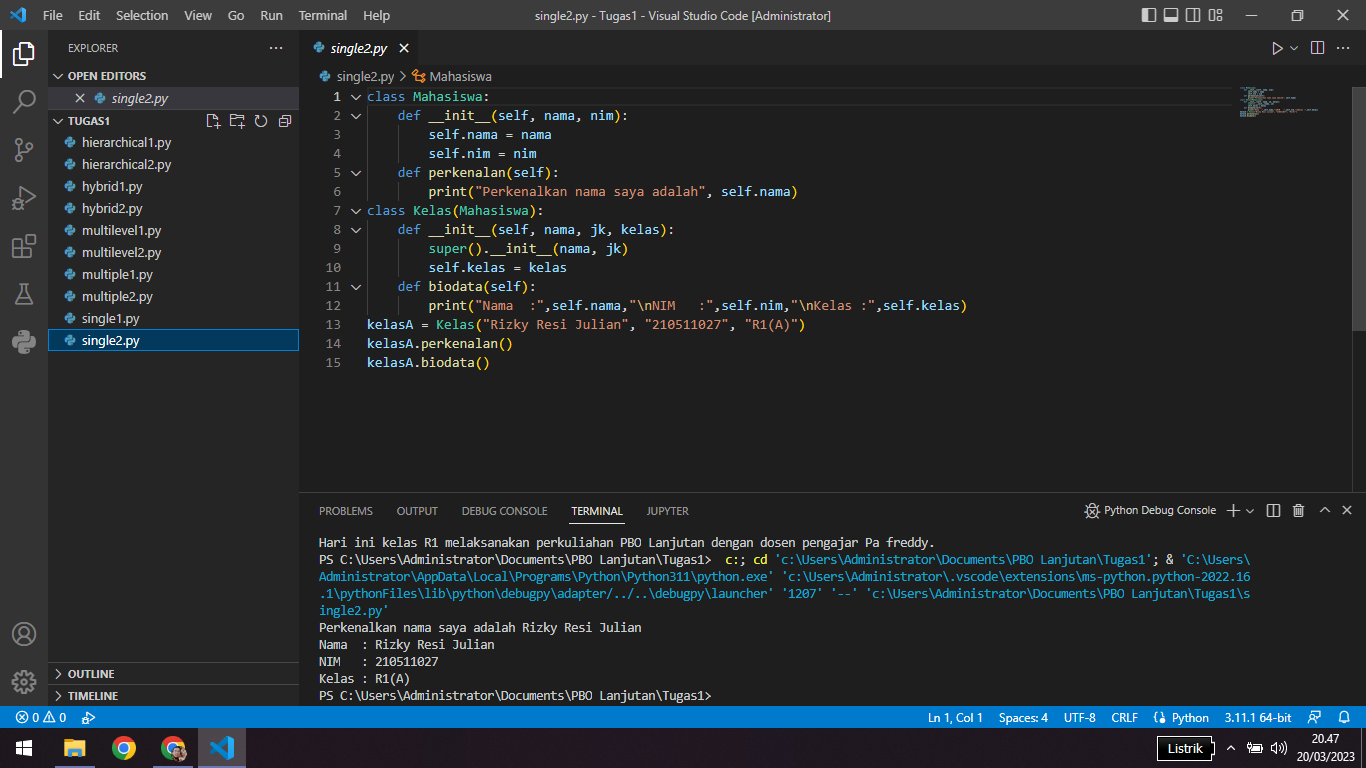 File Edit Selection View Go Run Terminal Help
single2.py - Tugas1 - Visual Studio Code [Administrator]
EXPLORER
OPEN EDITORS
single2.py
TUGAS1
hierarchical1.py
hierarchical2.py
hybrid1.py
hybrid2.py
multilevel1.py
multilevel2.py
multiple1.py
multiple2.py
single1.py
single2.py
OUTLINE
TIMELINE
single2.py
single2.py > Mahasiswa
1 class Mahasiswa:
2     def __init__(self, nama, nim):
3         self.nama = nama
4         self.nim = nim
5     def perkenalan(self):
6         print("Perkenalkan nama saya adalah", self.nama)
7 class Kelas(Mahasiswa):
8     def __init__(self, nama, jk, kelas):
9         super().__init__(nama, jk)
10         self.kelas = kelas
11     def biodata(self):
12         print("Nama  :",self.nama,"\nNIM   :",self.nim,"\nKelas :",self.kelas)
13 kelasA = Kelas("Rizky Resi Julian", "210511027", "R1(A)")
14 kelasA.perkenalan()
15 kelasA.biodata()
PROBLEMS OUTPUT DEBUG CONSOLE TERMINAL JUPYTER
Python Debug Console
Hari ini kelas R1 melaksanakan perkuliahan PBO Lanjutan dengan dosen pengajar Pa freddy.
PS C:\Users\Administrator\Documents\PBO Lanjutan\Tugas1>  c:; cd 'c:\Users\Administrator\Documents\PBO Lanjutan\Tugas1'; & 'C:\Users\
Administrator\AppData\Local\Programs\Python\Python311\python.exe' 'c:\Users\Administrator\.vscode\extensions\ms-python.python-2022.16
.1\pythonFiles\lib\python\debugpy\adapter/../..\debugpy\launcher' '1207' '--' 'c:\Users\Administrator\Documents\PBO Lanjutan\Tugas1\s
ingle2.py'
Perkenalkan nama saya adalah Rizky Resi Julian
Nama  : Rizky Resi Julian
NIM   : 210511027
Kelas : R1(A)
PS C:\Users\Administrator\Documents\PBO Lanjutan\Tugas1>
0 0
Ln 1, Col 1 Spaces: 4 UTF-8 CRLF Python 3.11.1 64-bit
Listrik
20.47
20/03/2023